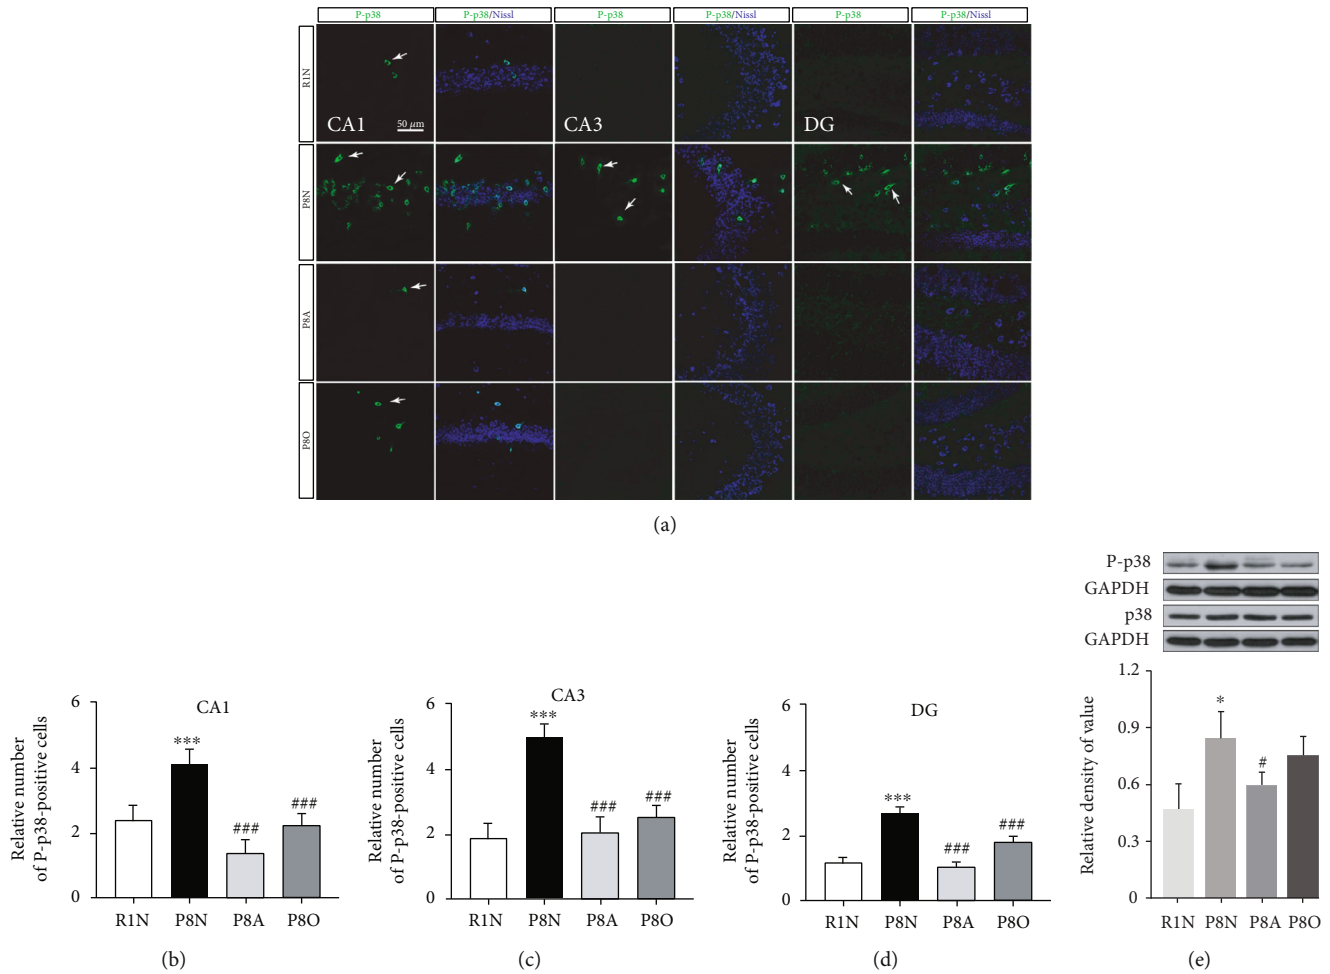 P-p38 P-p38/Nissl P-p38 P-p38/Nissl P-p38 P-p38/Nissl
R1N
CA1 50 μm CA3 DG
P8N
P8A
P8O
(a)
Relative number
of P-p38-positive cells
6
4
2
0
CA1
***
###
###
R1N P8N P8A P8O
(b)
Relative number
of P-p38-positive cells
6
4
2
0
CA3
***
###
###
R1N P8N P8A P8O
(c)
Relative number
of P-p38-positive cells
6
4
2
0
DG
***
###
###
R1N P8N P8A P8O
(d)
P-p38
GAPDH
p38
GAPDH
Relative density of value
1.2
0.9
0.6
0.3
0
*
#
R1N P8N P8A P8O
(e)